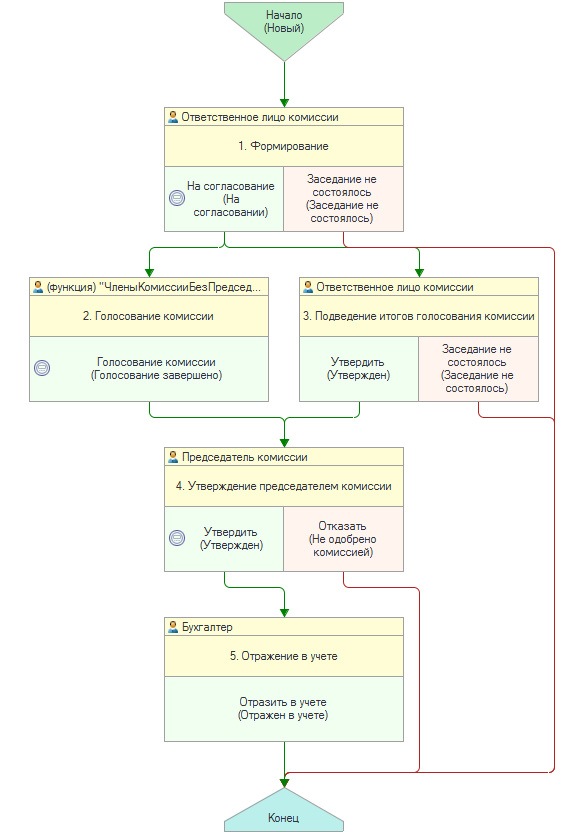 Начало
(Новый)
Ответственное лицо комиссии
1. Формирование
На согласование
(На
согласовании)
Заседание не
состоялось
(Заседание не
состоялось)
(функция) "ЧленыКомиссииБезПредсед...
2. Голосование комиссии
Голосование комиссии
(Голосование завершено)
Ответственное лицо комиссии
3. Подведение итогов голосования комиссии
Утвердить
(Утвержден)
Заседание не
состоялось
(Заседание не
состоялось)
Председатель комиссии
4. Утверждение председателем комиссии
Утвердить
(Утвержден)
Отказать
(Не одобрено
комиссией)
Бухгалтер
5. Отражение в учете
Отразить в учете
(Отражен в учете)
Конец